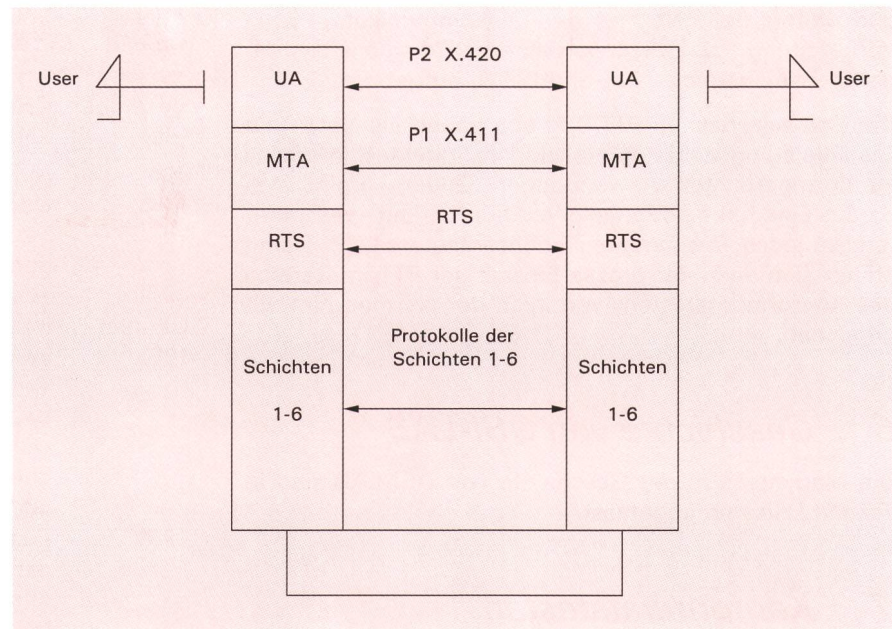 P2 X.420
User UA UA User
P1 X.411
MTA MTA
RTS
RTS RTS
Protokolle der
Schichten 1-6
Schichten Schichten
1-6 1-6